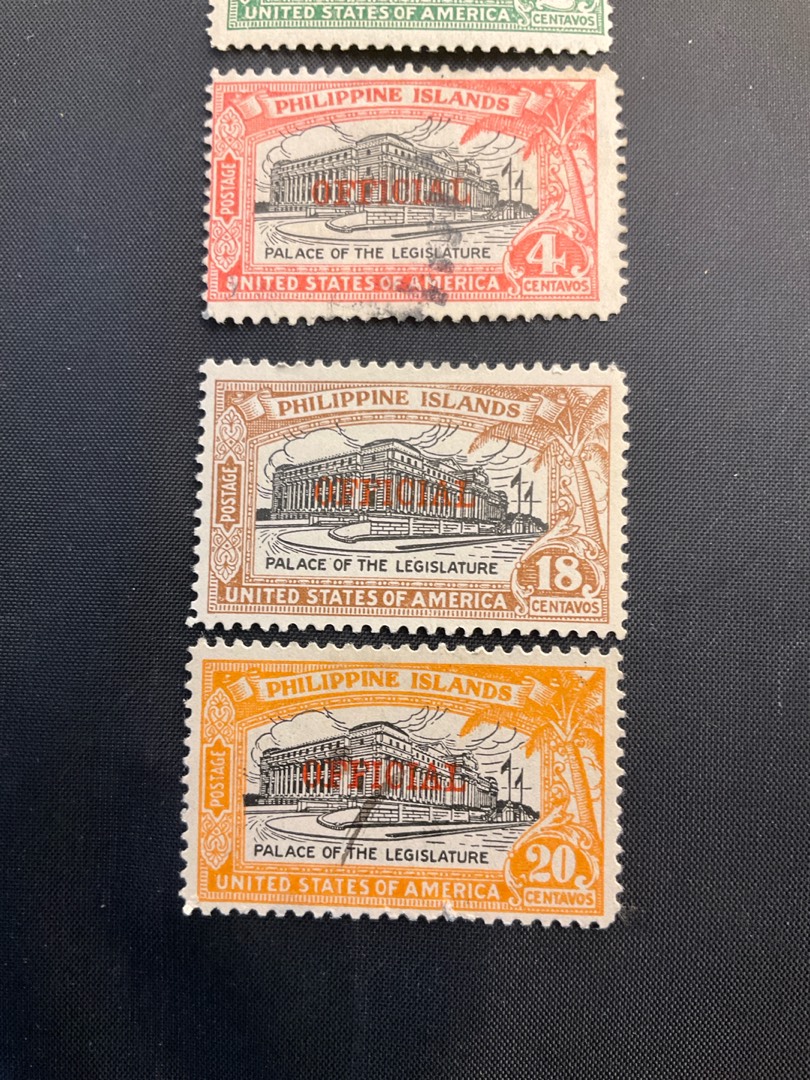 UNITED STATES OF AMERICA
CENTAVOS
PHILIPPINE ISLANDS
POSTAGE
OFFICIAL
PALACE OF THE LEGISLATURE
4
UNITED STATES OF AMERICA
CENTAVOS
PHILIPPINE ISLANDS
POSTAGE
OFFICIAL
PALACE OF THE LEGISLATURE
18
UNITED STATES OF AMERICA
CENTAVOS
PHILIPPINE ISLANDS
POSTAGE
OFFICIAL
PALACE OF THE LEGISLATURE
20
UNITED STATES OF AMERICA
CENTAVOS